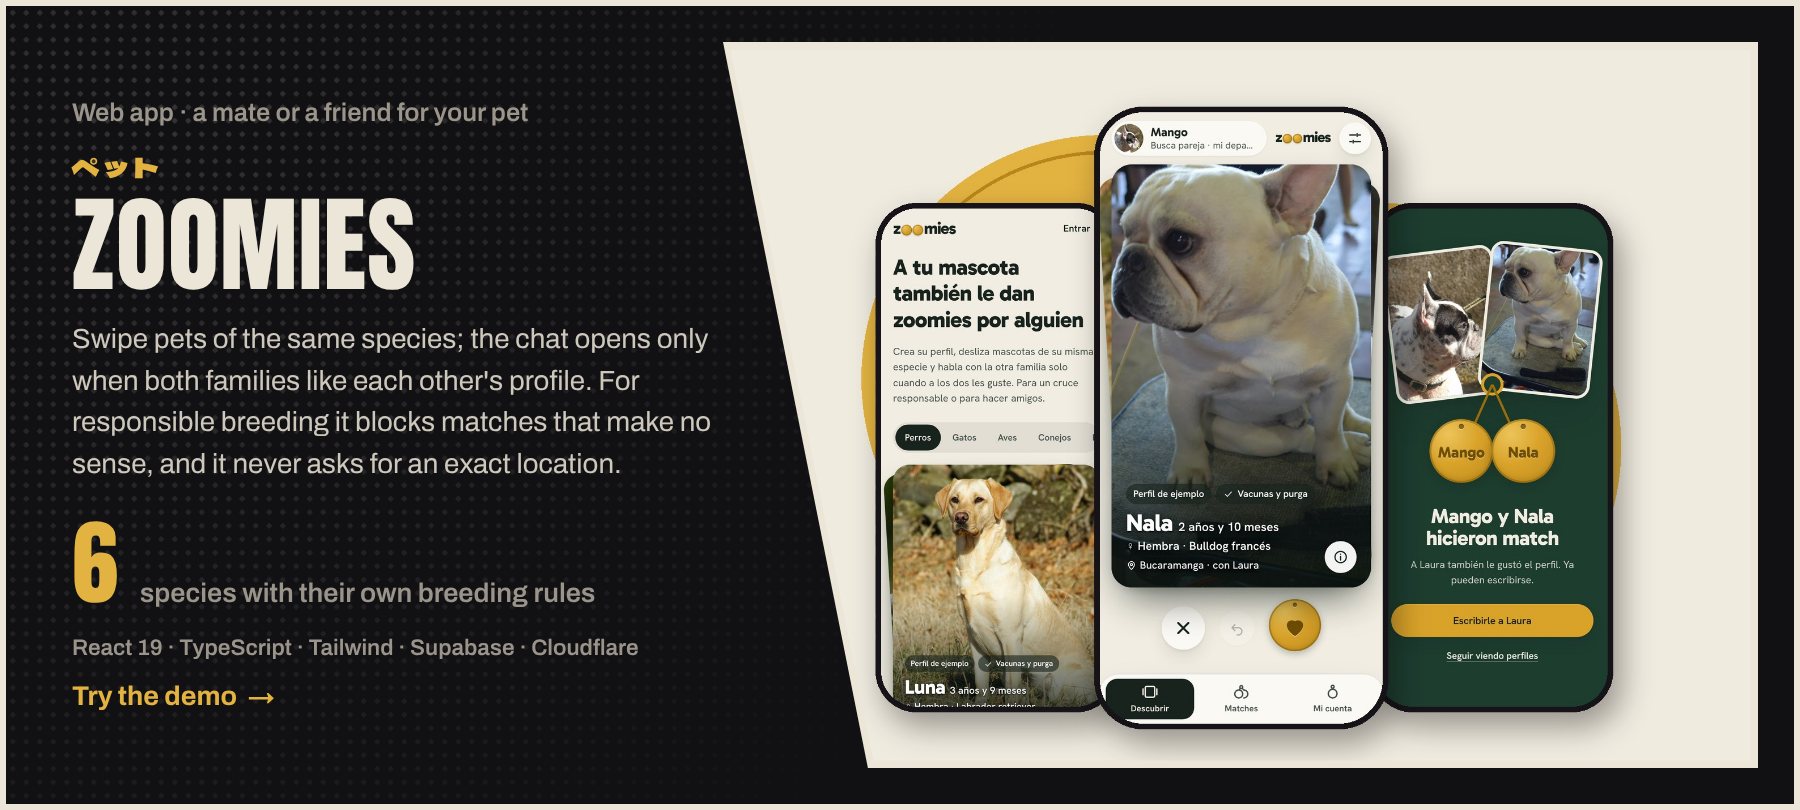 Web app · a mate or a friend for your pet
ペット
ZOOMIES
Swipe pets of the same species; the chat opens only
when both families like each other's profile. For
responsible breeding it blocks matches that make no
sense, and it never asks for an exact location.
6 species with their own breeding rules
React 19 · TypeScript · Tailwind · Supabase · Cloudflare
Try the demo →
zoomies
Entrar
A tu mascota
también le dan
zoomies por alguien
Crea su perfil, desliza mascotas de su misma
especie y habla con la otra familia solo
cuando a los dos les guste. Para un cruce
responsable o para hacer amigos.
Perros Gatos Aves Conejos
Perfil de ejemplo Vacunas y purga
Luna 3 años y 9 meses
Hembra · Labrador retriever
Mango
Busca pareja · mi depa...
zoomies
Perfil de ejemplo Vacunas y purga
Nala 2 años y 10 meses
♀ Hembra · Bulldog francés
Bucaramanga · con Laura
Descubrir Matches Mi cuenta
Mango Nala
Mango y Nala
hicieron match
A Laura también le gustó el perfil. Ya
pueden escribirse.
Escribirle a Laura
Seguir viendo perfiles